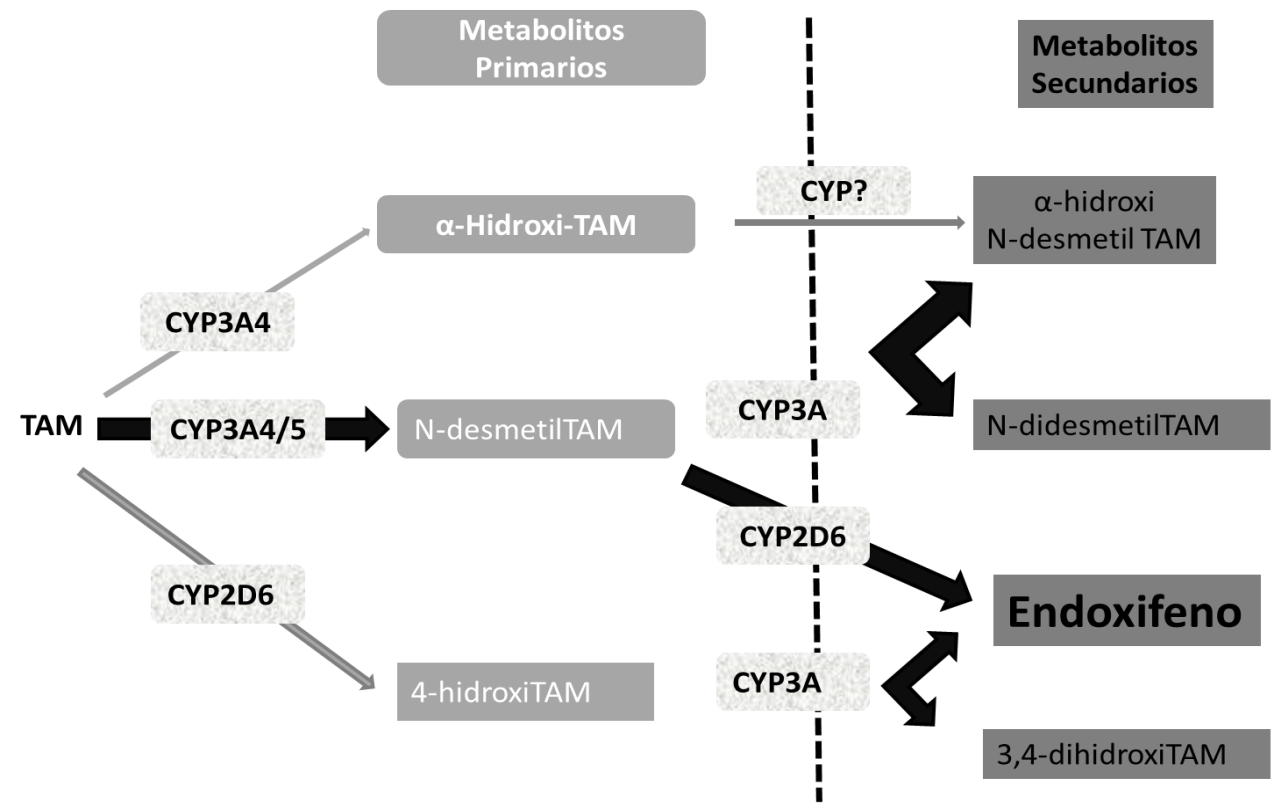 Metabolitos
Primarios
Metabolitos
Secundarios
CYP?
α-Hidroxi-TAM
α-hidroxi
N-desmetil TAM
CYP3A4
CYP3A
TAM
CYP3A4/5
N-desmetilTAM
N-didesmetilTAM
CYP2D6
CYP2D6
Endoxifeno
CYP3A
4-hidroxiTAM
3,4-dihidroxiTAM